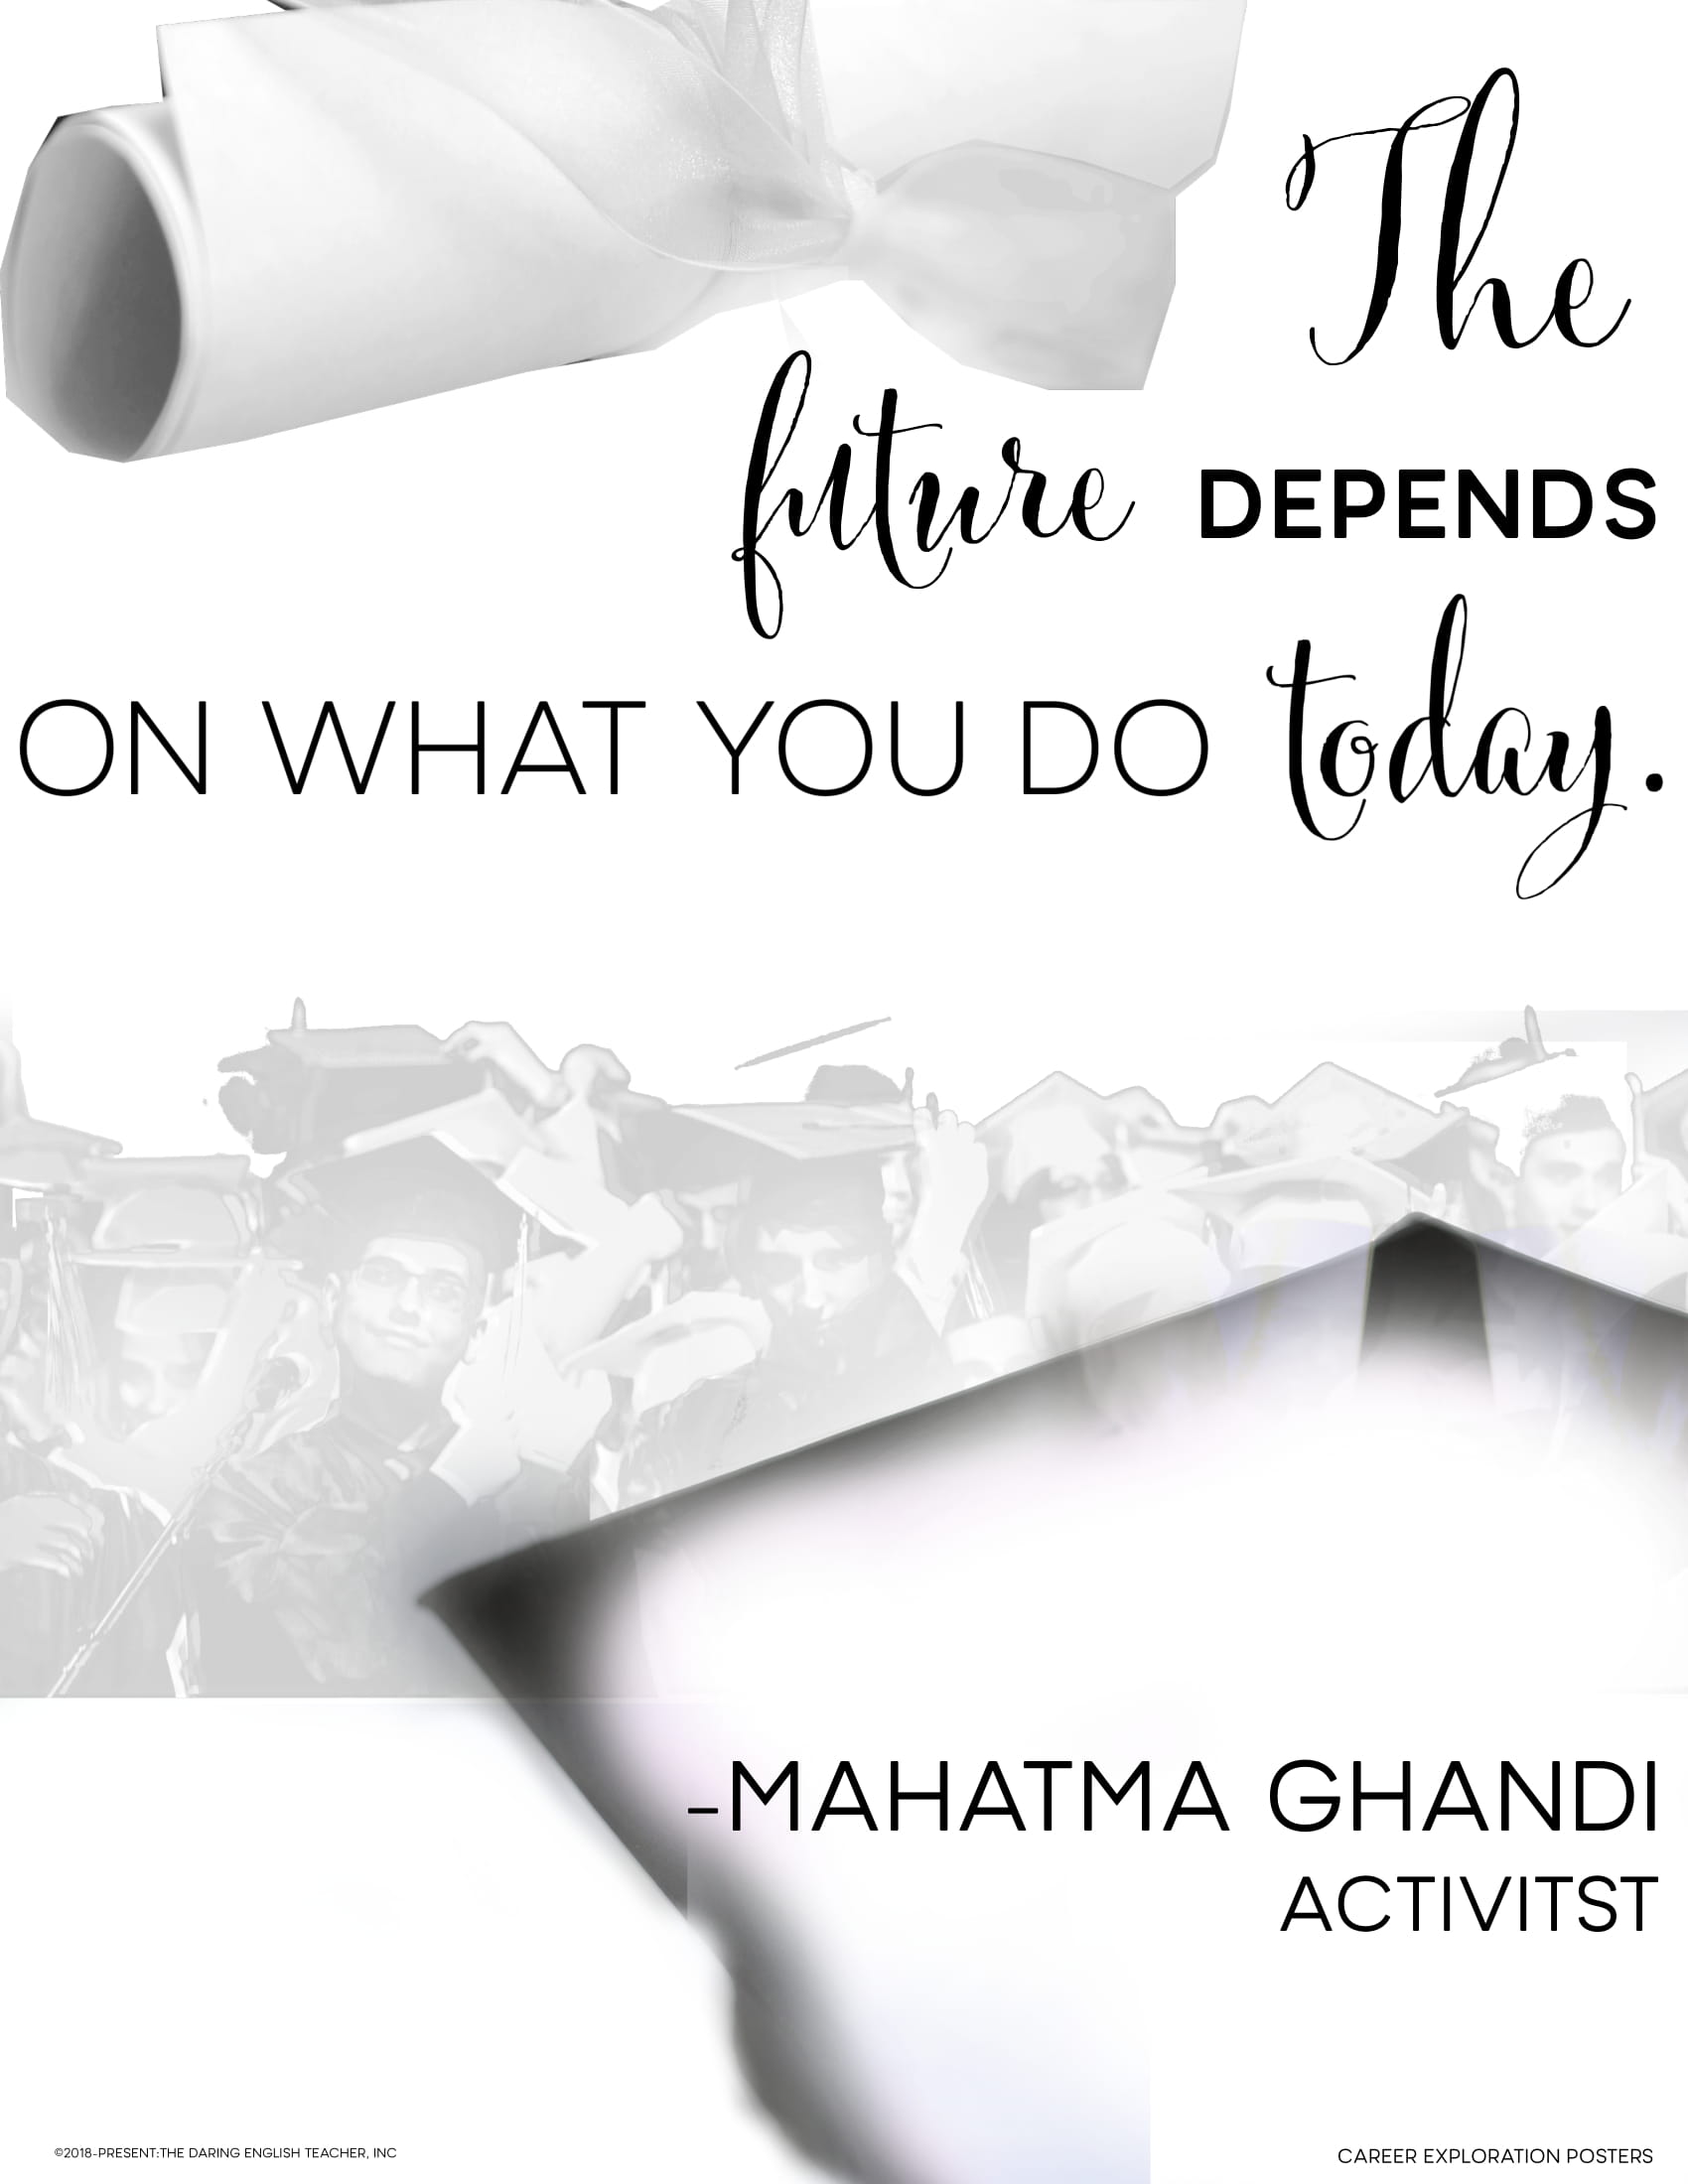 The
future DEPENDS
ON WHAT YOU DO today.
-MAHATMA GHANDI
ACTIVITST
©2018-PRESENT:THE DARING ENGLISH TEACHER, INC
CAREER EXPLORATION POSTERS